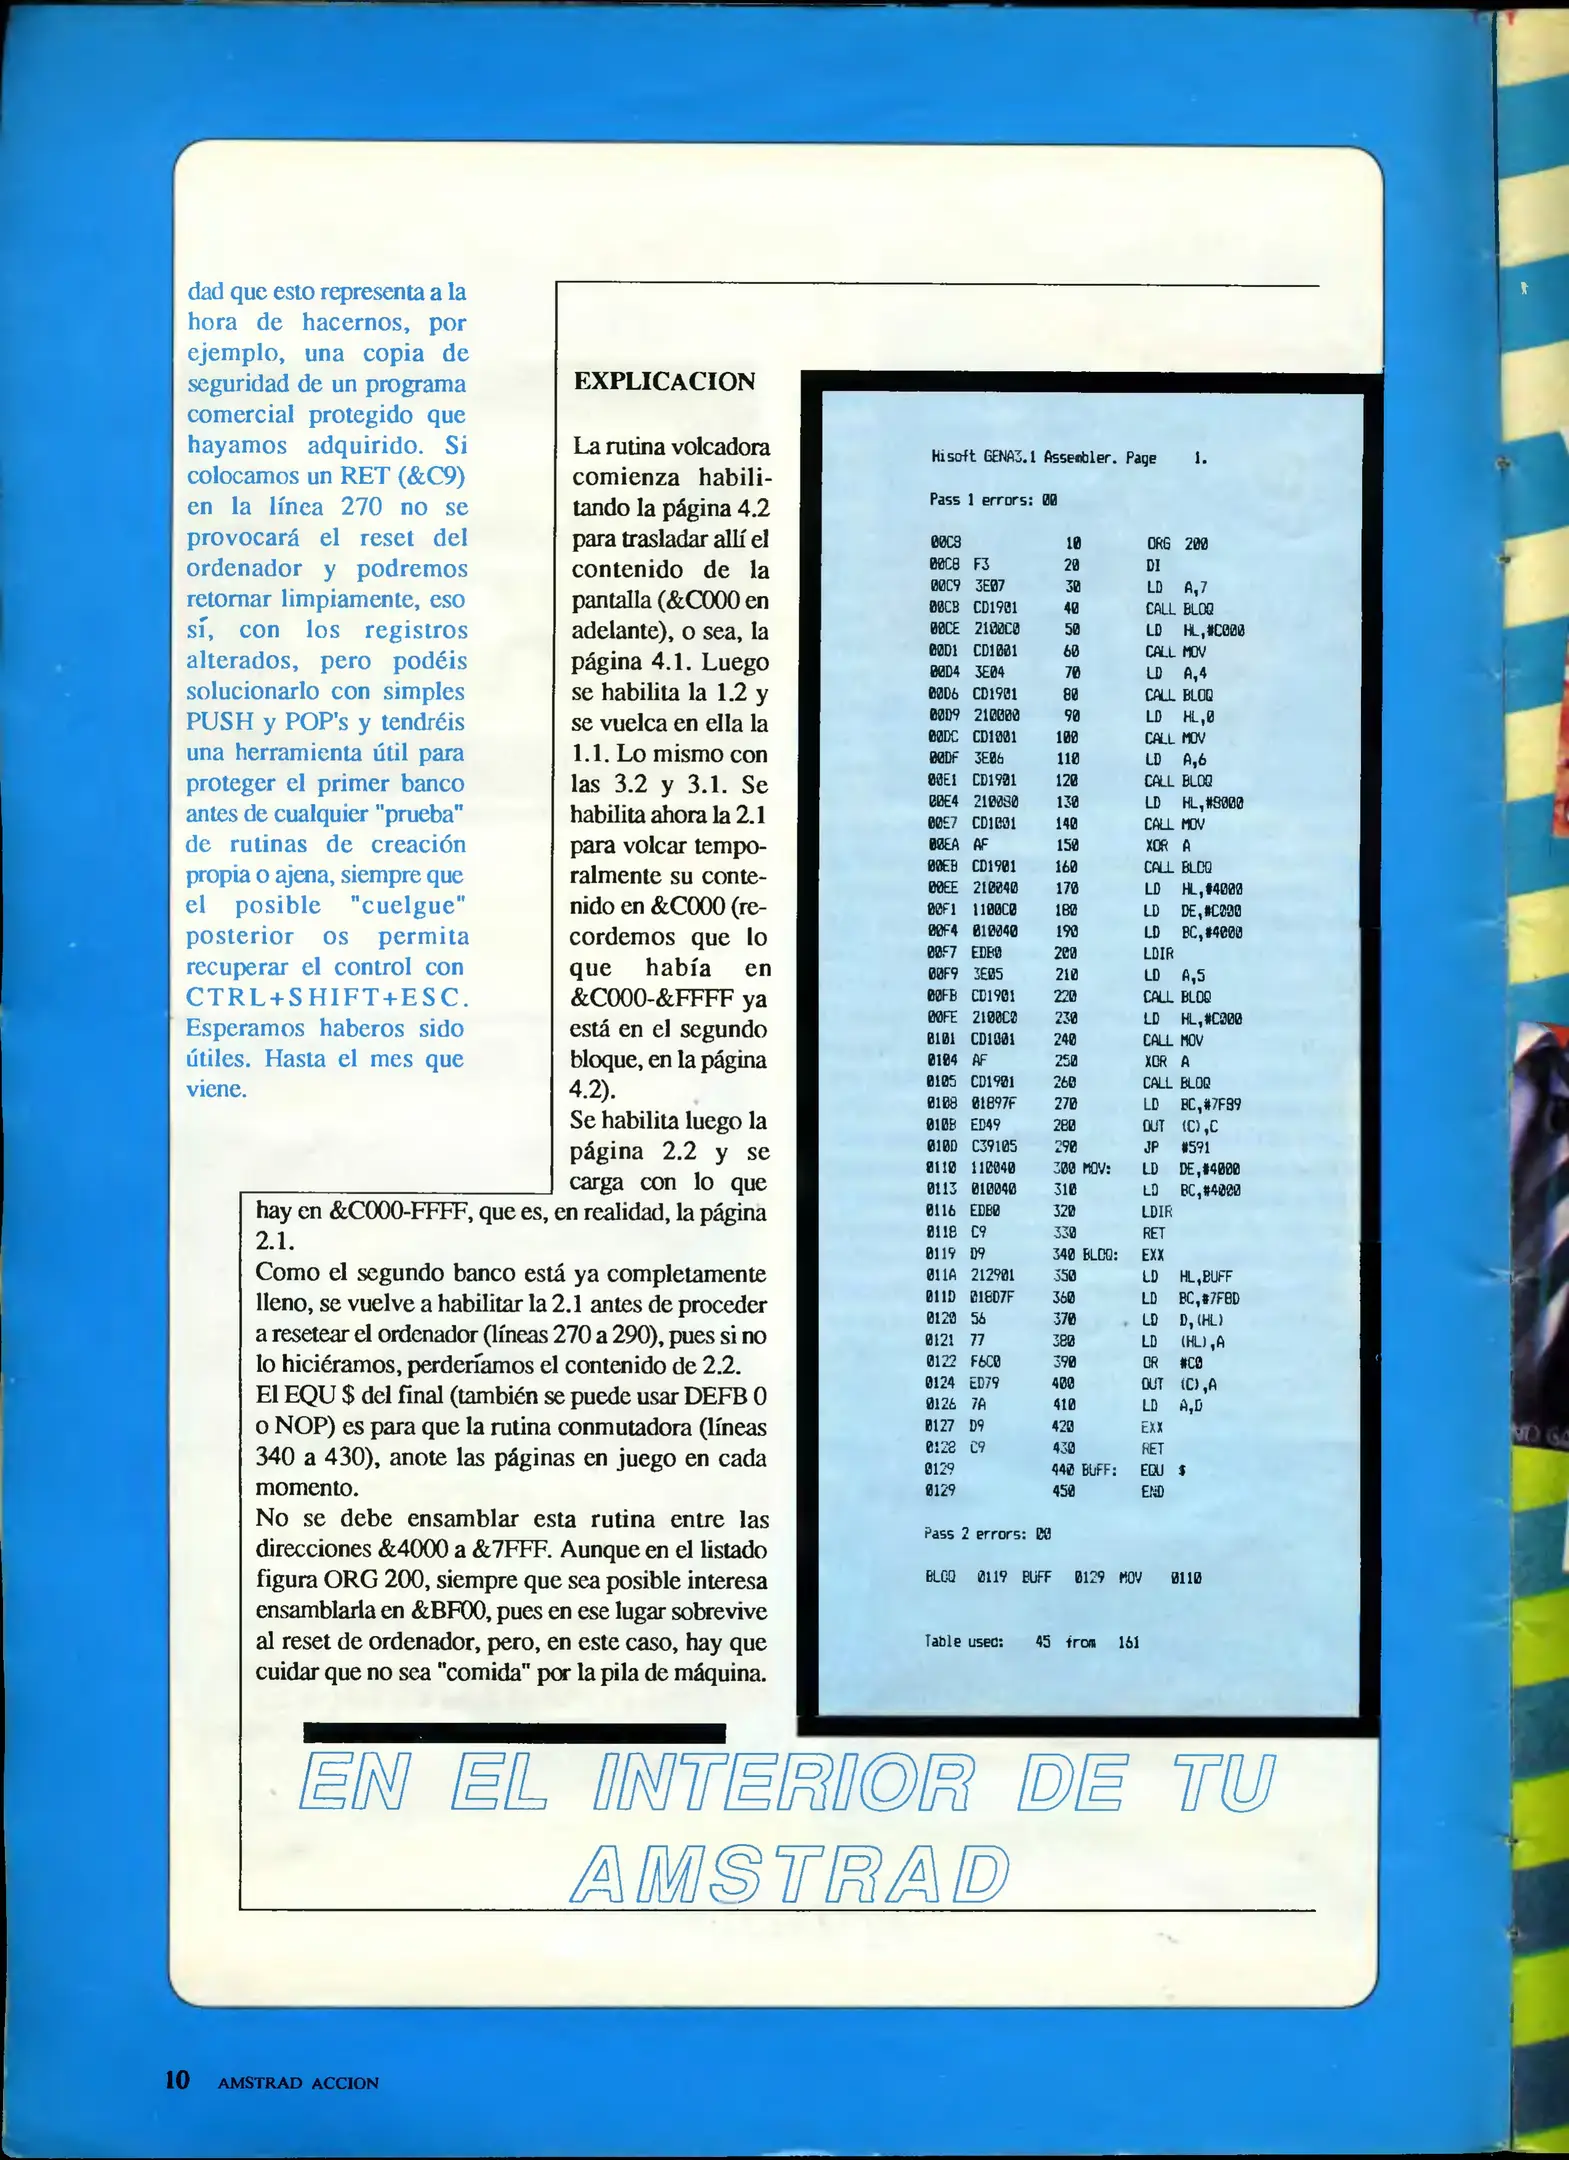 dad que esto representa a la
hora de hacernos, por
ejemplo, una copia de
seguridad de un programa
comercial protegido que
hayamos adquirido. Si
colocamos un RET (&C9)
en la línea 270 no se
provocará el reset del
ordenador y podremos
retornar limpiamente, eso
sí, con los registros
alterados, pero podéis
solucionarlo con simples
PUSH y POP's y tendréis
una herramienta útil para
proteger el primer banco
antes de cualquier "prueba"
de rutinas de creación
propia o ajena, siempre que
el posible "cuelgue"
posterior os permita
recuperar el control con
CTRL+SHIFT+ESC.
Esperamos haberos sido
útiles. Hasta el mes que
viene.
EXPLICACION
La rutina volcadora
comienza habili-
tando la página 4.2
para trasladar allí el
contenido de la
pantalla (&C000 en
adelante), o sea, la
página 4.1. Luego
se habilita la 1.2 y
se vuelca en ella la
1.1. Lo mismo con
las 3.2 y 3.1. Se
habilita ahora la 2.1
para volcar tempo-
ralmente su conte-
nido en &C000 (re-
cordemos que lo
que había en
&C000-&FFFF ya
está en el segundo
bloque, en la página
4.2).
Se habilita luego la
página 2.2 y se
carga con lo que
hay en &C000-FFFF, que es, en realidad, la página
2.1.
Como el segundo banco está ya completamente
lleno, se vuelve a habilitar la 2.1 antes de proceder
a resetear el ordenador (líneas 270 a 290), pues si no
lo hiciéramos, perderíamos el contenido de 2.2.
El EQU $ del final (también se puede usar DEFB 0
o NOP) es para que la rutina conmutadora (líneas
340 a 430), anote las páginas en juego en cada
momento.
No se debe ensamblar esta rutina entre las
direcciones &4000 a &7FFF. Aunque en el listado
figura ORG 200, siempre que sea posible interesa
ensamblarla en &BF00, pues en ese lugar sobrevive
al reset de ordenador, pero, en este caso, hay que
cuidar que no sea "comida" por la pila de máquina.
Hisoft GENA3.1 Assembler. Page 1.
Pass 1 errors: 00
00C8 10 ORG 200
00C8 F3 20 DI
00C9 3E07 30 LD A,7
00CB CD1901 40 CALL BLOQ
00CE 2100C0 50 LD HL,#C000
00D1 CD1001 60 CALL MOV
00D4 3E04 70 LD A,4
00D6 CD1901 80 CALL BLOQ
00D9 210000 90 LD HL,0
00DC CD1001 100 CALL MOV
00DF 3E06 110 LD A,6
00E1 CD1901 120 CALL BLOQ
00E4 210080 130 LD HL,#8000
00E7 CD1001 140 CALL MOV
00EA AF 150 XOR A
00EB CD1901 160 CALL BLOQ
00EE 210040 170 LD HL,#4000
00F1 1100C0 180 LD DE,#C000
00F4 010040 190 LD BC,#4000
00F7 EDB0 200 LDIR
00F9 3E05 210 LD A,5
00FB CD1901 220 CALL BLOQ
00FE 2100C0 230 LD HL,#C000
0101 CD1001 240 CALL MOV
0104 AF 250 XOR A
0105 CD1901 260 CALL BLOQ
0108 01897F 270 LD BC,#7F89
010B ED49 280 OUT (C),C
010D C39105 290 JP #591
0110 110040 300 MOV: LD DE,#4000
0113 010040 310 LD BC,#4000
0116 EDB0 320 LDIR
0118 C9 330 RET
0119 D9 340 BLOQ: EXX
011A 212901 350 LD HL,BUFF
011D 018D7F 360 LD BC,#7F8D
0120 56 370 LD D,(HL)
0121 77 380 LD (HL),A
0122 F6C0 390 OR #C0
0124 ED79 400 OUT (C),A
0126 7A 410 LD A,D
0127 D9 420 EXX
0128 C9 430 RET
0129 440 BUFF: EQU $
0129 450 END
Pass 2 errors: 00
BLOQ 0119 BUFF 0129 MOV 0110
Table used: 45 from 161
EN EL INTERIOR DE TU
AMSTRAD
10 AMSTRAD ACCION